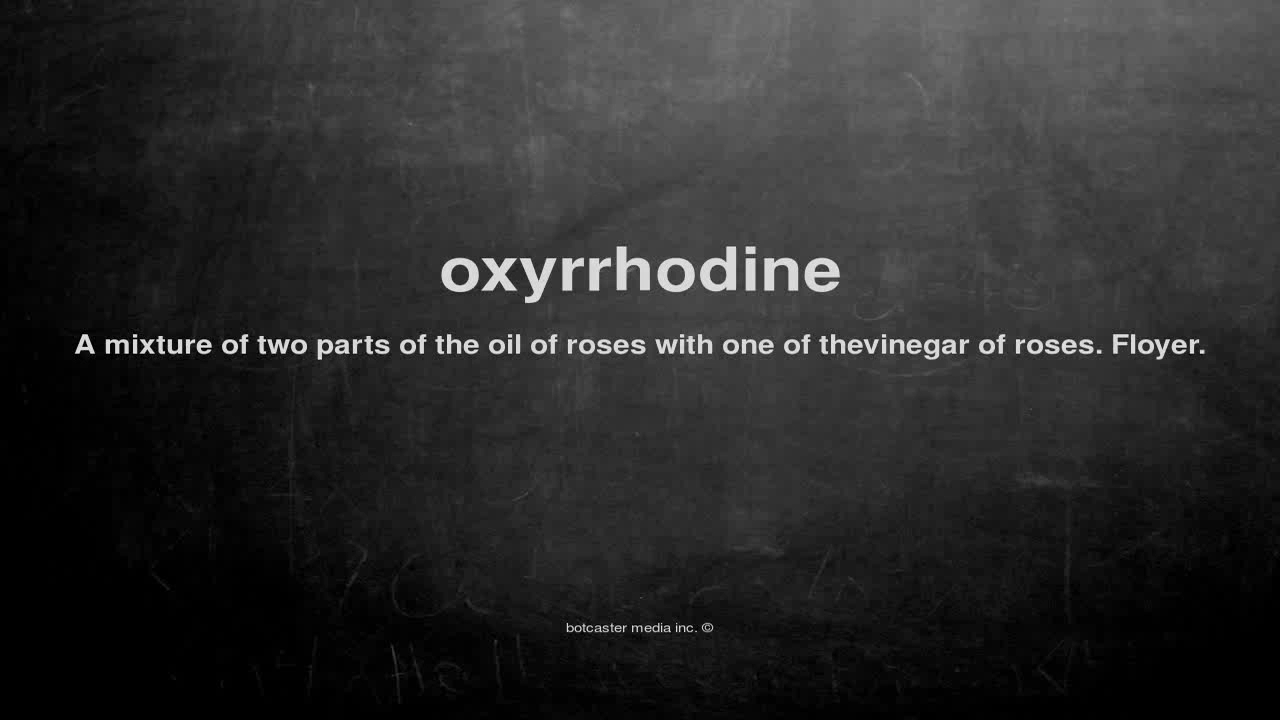 oxyrrhodine
A mixture of two parts of the oil of roses with one of thevinegar of roses. Floyer.
botcaster media inc. ©